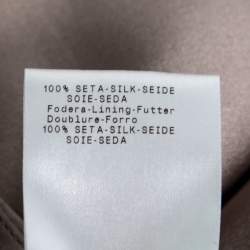 100% SETA-SILK-SEIDE
SOIE-SEDA
Fodera-Lining-Futter
Doublure-Forro
100% SETA-SILK-SEIDE
SOIE-SEDA